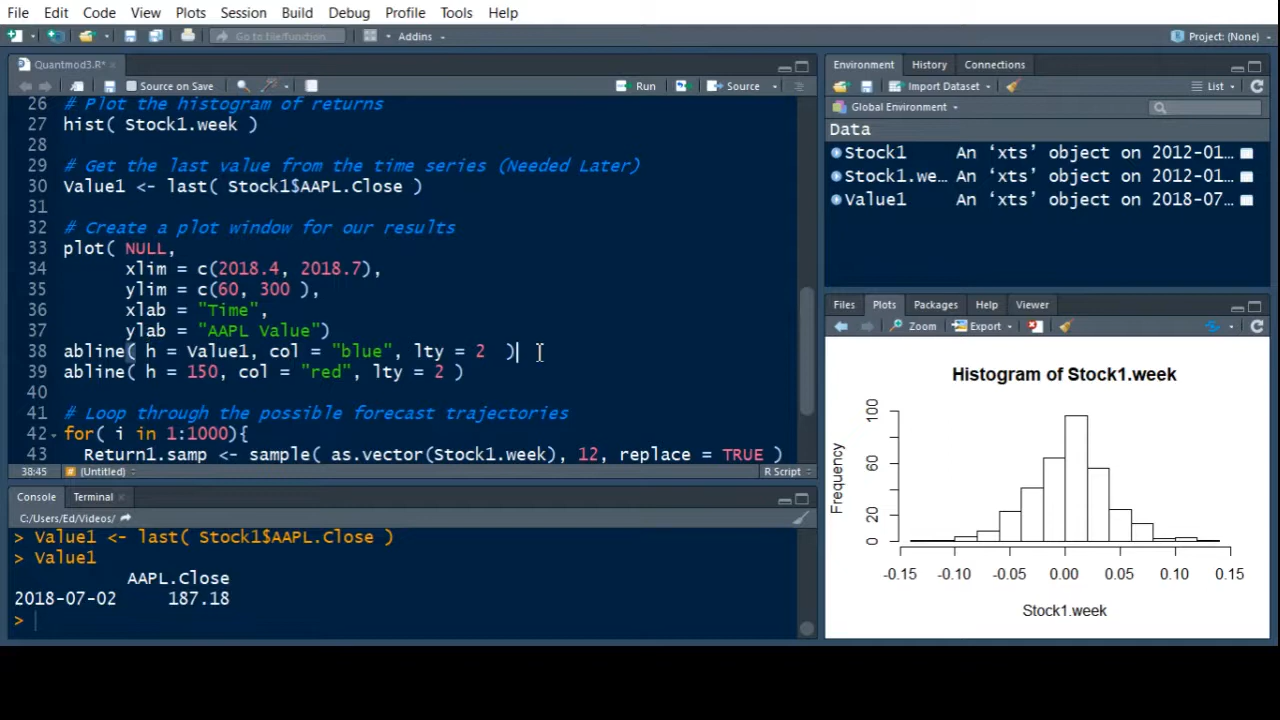 File Edit Code View Plots Session Build Debug Profile Tools Help
Go to file/function Addins Project: (None)
Quantmod3.R*
Source on Save Run Source
26 # Plot the histogram of returns
27 hist( Stock1.week )
28
29 # Get the last value from the time series (Needed Later)
30 Value1 <- last( Stock1$AAPL.Close )
31
32 # Create a plot window for our results
33 plot( NULL,
34 xlim = c(2018.4, 2018.7),
35 ylim = c(60, 300 ),
36 xlab = "Time",
37 ylab = "AAPL Value")
38 abline( h = Value1, col = "blue", lty = 2  )
39 abline( h = 150, col = "red", lty = 2 )
40
41 # Loop through the possible forecast trajectories
42 for( i in 1:1000){
43 Return1.samp <- sample( as.vector(Stock1.week), 12, replace = TRUE )
38:45 (Untitled) R Script
Console Terminal
C:/Users/Ed/Videos/
> Value1 <- last( Stock1$AAPL.Close )
> Value1
AAPL.Close
2018-07-02 187.18
>
Environment History Connections
Import Dataset List
Global Environment
Data
Stock1 An ‘xts’ object on 2012-01…
Stock1.we… An ‘xts’ object on 2012-01…
Value1 An ‘xts’ object on 2018-07…
Files Plots Packages Help Viewer
Zoom Export
Histogram of Stock1.week
Frequency
100
60
20
0
-0.15 -0.10 -0.05 0.00 0.05 0.10 0.15
Stock1.week